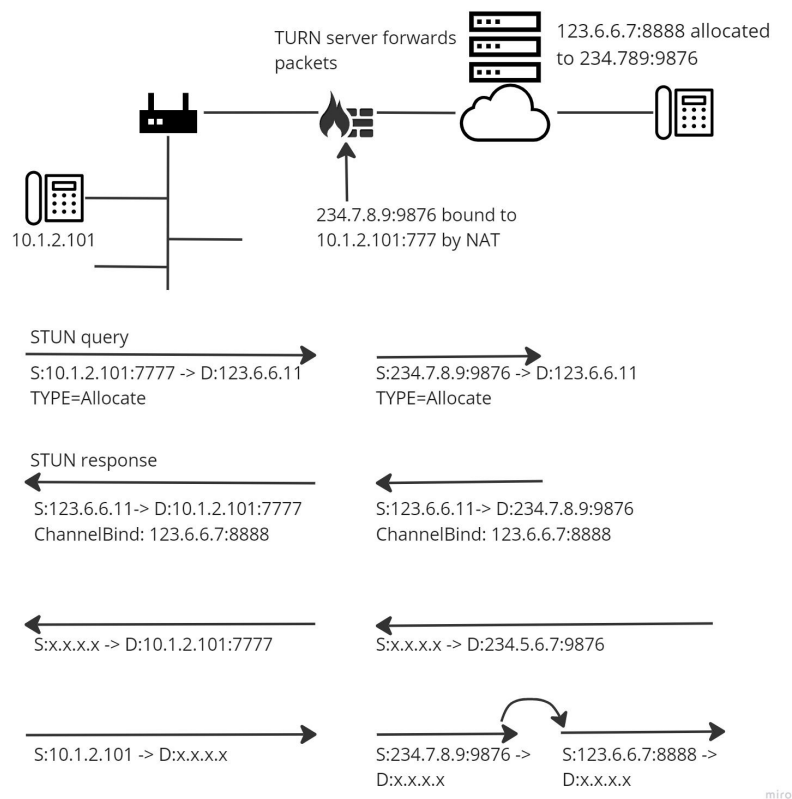 TURN server forwards
packets
123.6.6.7:8888 allocated
to 234.789:9876
10.1.2.101
234.7.8.9:9876 bound to
10.1.2.101:777 by NAT
STUN query
S:10.1.2.101:7777 -> D:123.6.6.11
TYPE=Allocate
S:234.7.8.9:9876 -> D:123.6.6.11
TYPE=Allocate
STUN response
S:123.6.6.11-> D:10.1.2.101:7777
ChannelBind: 123.6.6.7:8888
S:123.6.6.11-> D:234.7.8.9:9876
ChannelBind: 123.6.6.7:8888
S:x.x.x.x -> D:10.1.2.101:7777
S:x.x.x.x -> D:234.5.6.7:9876
S:10.1.2.101 -> D:x.x.x.x
S:234.7.8.9:9876 ->
D:x.x.x.x
S:123.6.6.7:8888 ->
D:x.x.x.x
miro